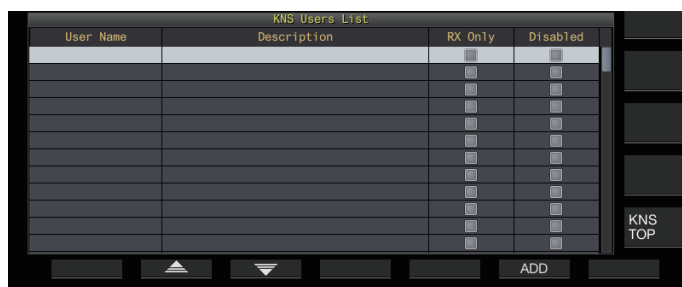 KNS Users List
User Name Description RX Only Disabled
KNS
TOP
ADD